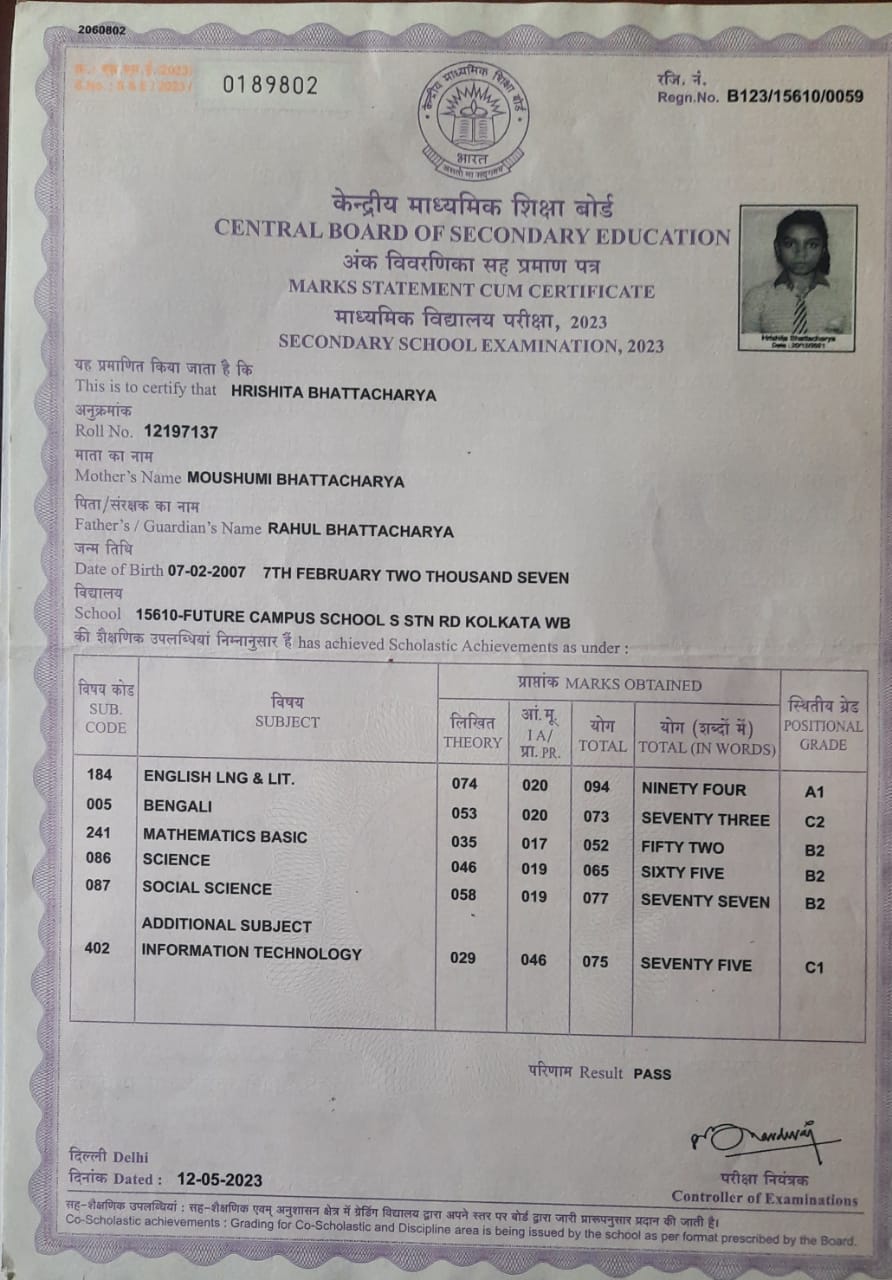 2060802
0189802
रजि. नं.
Regn.No. B123/15610/0059
केन्द्रीय माध्यमिक शिक्षा बोर्ड
भारत
केन्द्रीय माध्यमिक शिक्षा बोर्ड
CENTRAL BOARD OF SECONDARY EDUCATION
अंक विवरणिका सह प्रमाण पत्र
MARKS STATEMENT CUM CERTIFICATE
माध्यमिक विद्यालय परीक्षा, 2023
SECONDARY SCHOOL EXAMINATION, 2023
Hrishita Bhattacharya
यह प्रमाणित किया जाता है कि
This is to certify that HRISHITA BHATTACHARYA
अनुक्रमांक
Roll No. 12197137
माता का नाम
Mother's Name MOUSHUMI BHATTACHARYA
पिता/संरक्षक का नाम
Father's / Guardian's Name RAHUL BHATTACHARYA
जन्म तिथि
Date of Birth 07-02-2007 7TH FEBRUARY TWO THOUSAND SEVEN
विद्यालय
School 15610-FUTURE CAMPUS SCHOOL S STN RD KOLKATA WB
की शैक्षणिक उपलब्धियां निम्नानुसार हैं has achieved Scholastic Achievements as under :
विषय कोड
SUB.
CODE
विषय
SUBJECT
प्राप्तांक MARKS OBTAINED
लिखित
THEORY
आं.मू.
I A/
प्रा. PR.
योग
TOTAL
योग (शब्दों में)
TOTAL (IN WORDS)
स्थितीय ग्रेड
POSITIONAL
GRADE
184 ENGLISH LNG & LIT. 074 020 094 NINETY FOUR A1
005 BENGALI 053 020 073 SEVENTY THREE C2
241 MATHEMATICS BASIC 035 017 052 FIFTY TWO B2
086 SCIENCE 046 019 065 SIXTY FIVE B2
087 SOCIAL SCIENCE 058 019 077 SEVENTY SEVEN B2
ADDITIONAL SUBJECT
402 INFORMATION TECHNOLOGY 029 046 075 SEVENTY FIVE C1
परिणाम Result PASS
दिल्ली Delhi
दिनांक Dated : 12-05-2023
परीक्षा नियंत्रक
Controller of Examinations
सह-शैक्षणिक उपलब्धियां : सह-शैक्षणिक एवम् अनुशासन क्षेत्र में ग्रेडिंग विद्यालय द्वारा अपने स्तर पर बोर्ड द्वारा जारी प्रारूपनुसार प्रदान की जाती है।
Co-Scholastic achievements : Grading for Co-Scholastic and Discipline area is being issued by the school as per format prescribed by the Board.